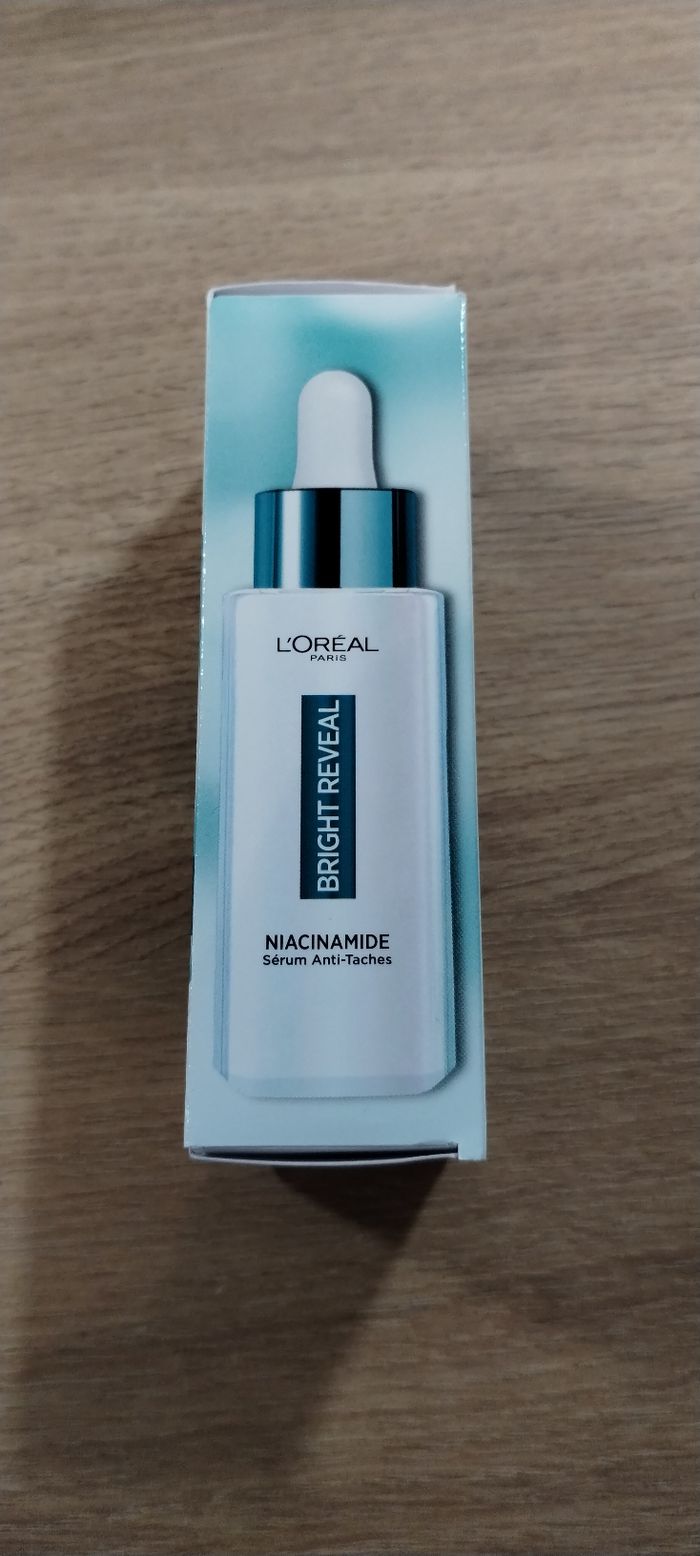 L'ORÉAL
PARIS
BRIGHT REVEAL
NIACINAMIDE
Sérum Anti-Taches